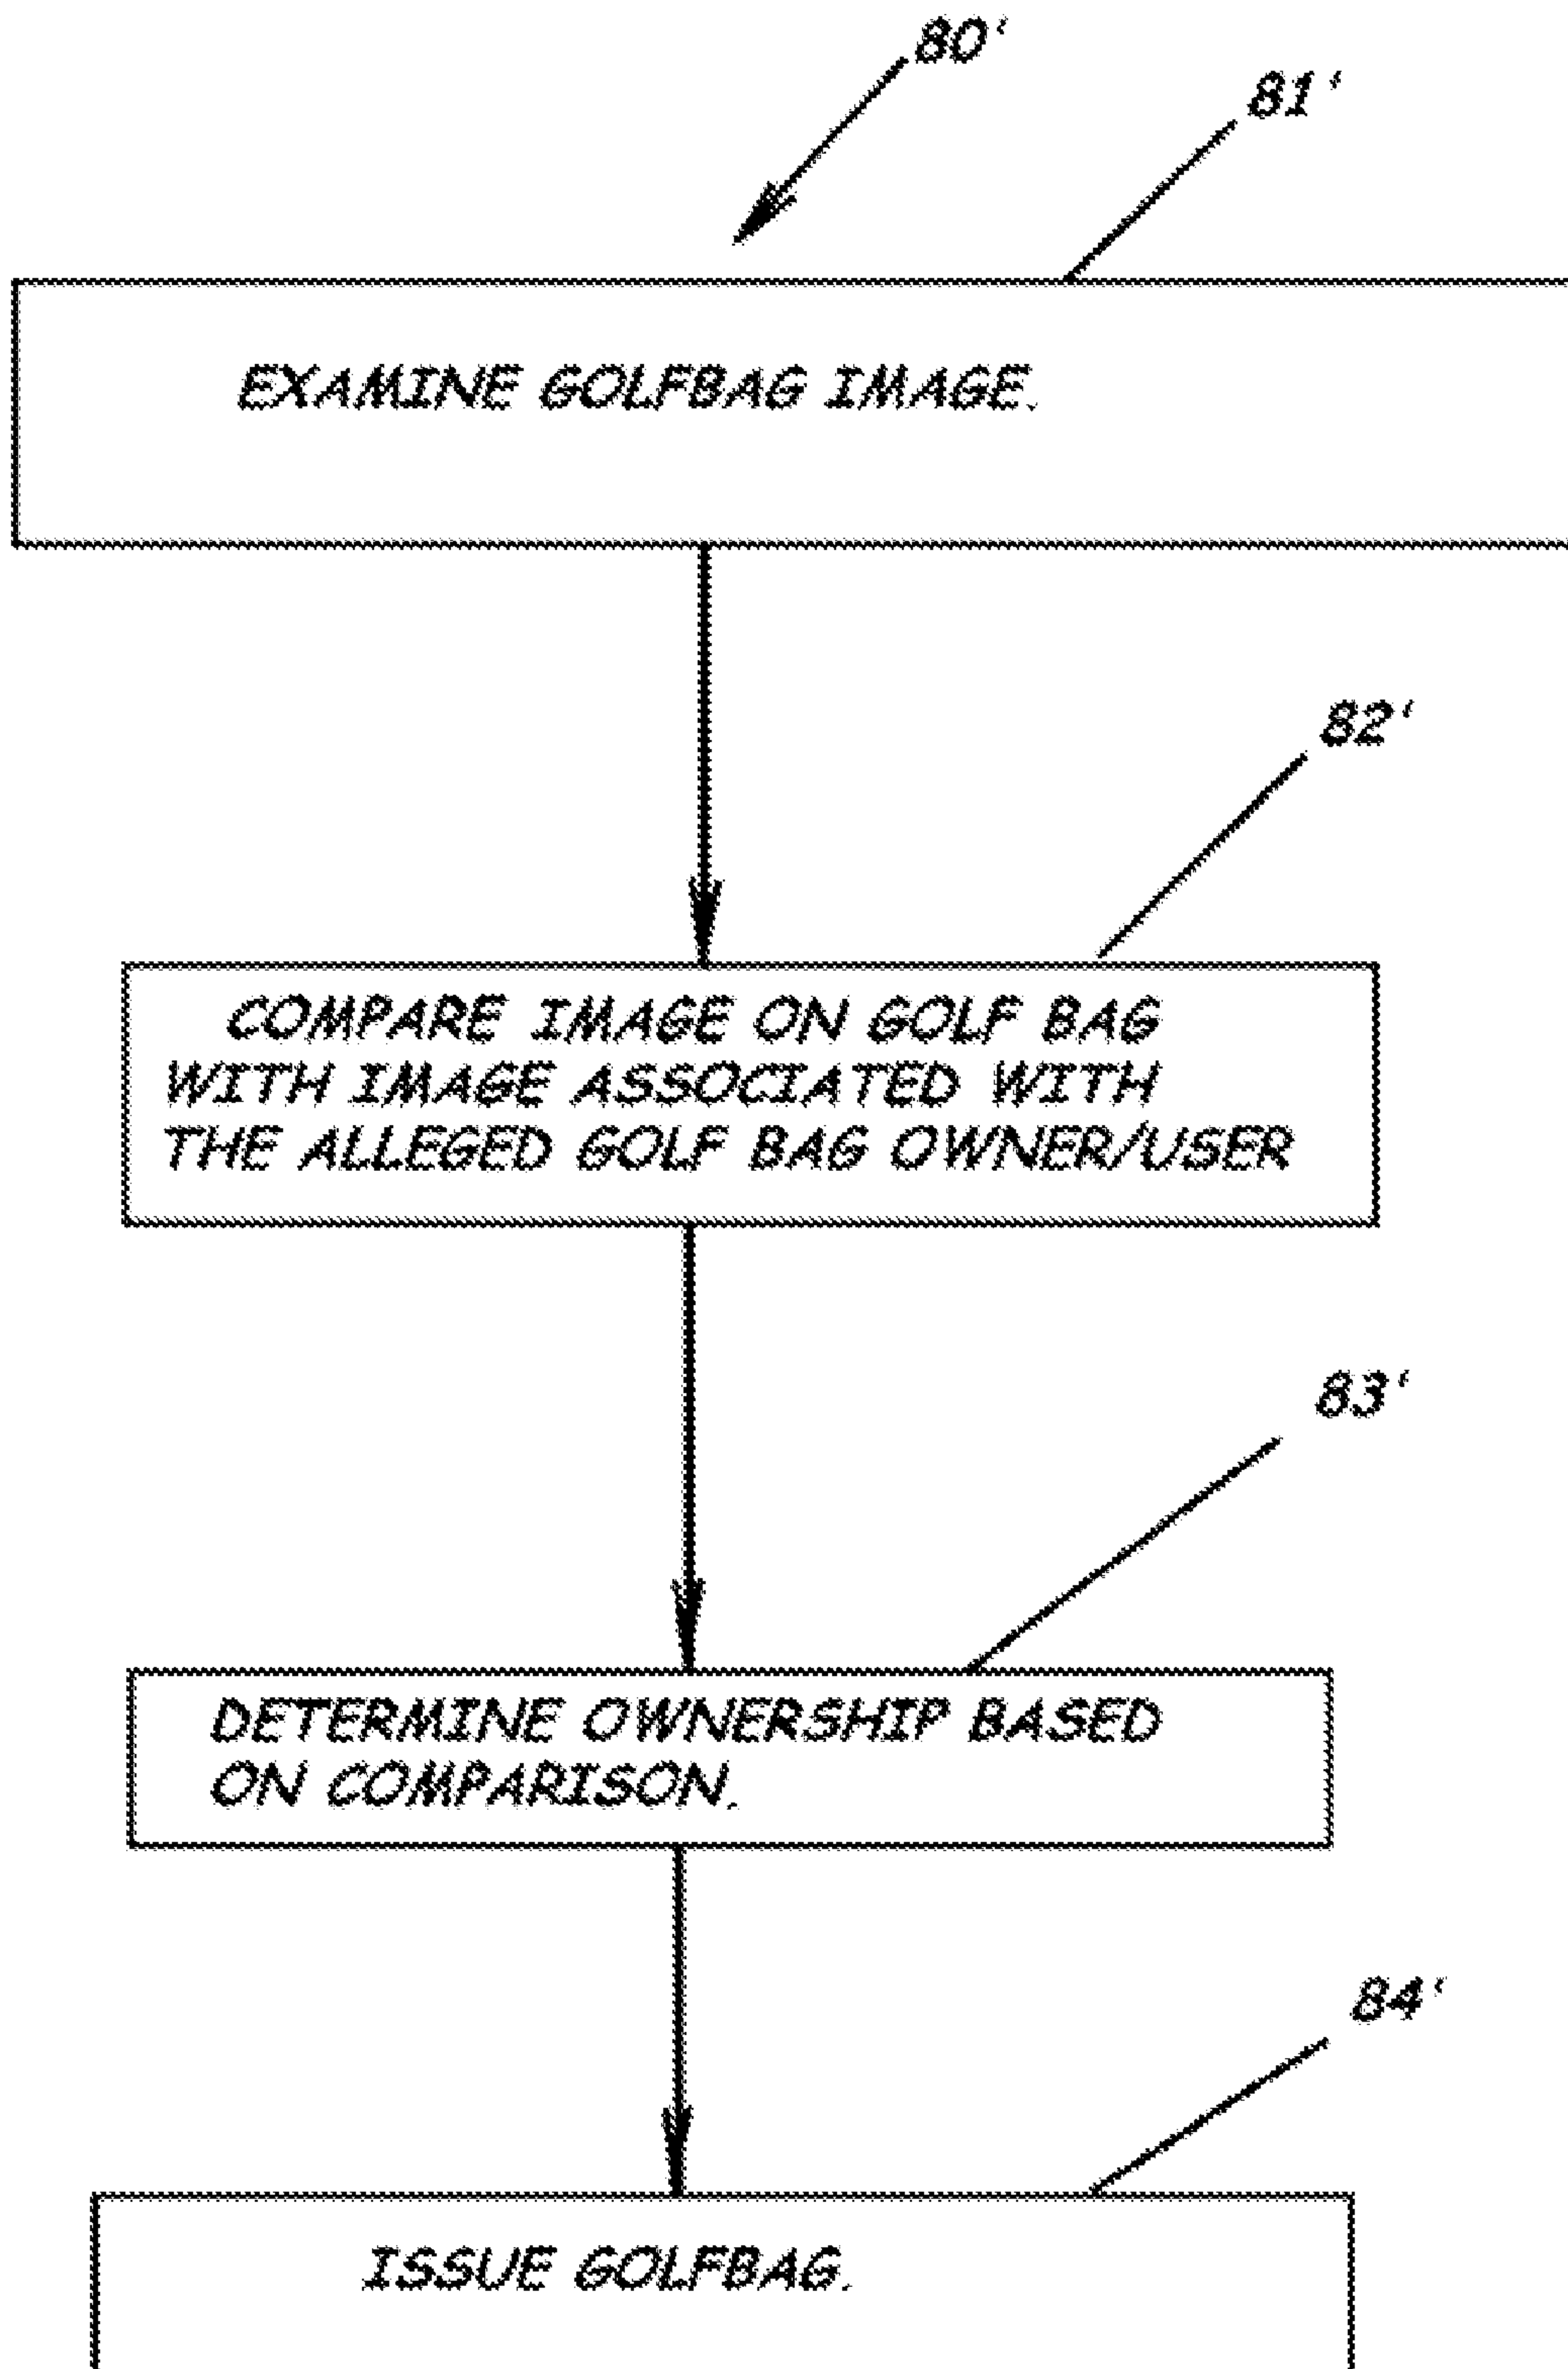 80'
81'
EXAMINE GOLFBAG IMAGE.
82'
COMPARE IMAGE ON GOLF BAG
WITH IMAGE ASSOCIATED WITH
THE ALLEGED GOLF BAG OWNER/USER
83'
DETERMINE OWNERSHIP BASED
ON COMPARISON.
84'
ISSUE GOLFBAG.